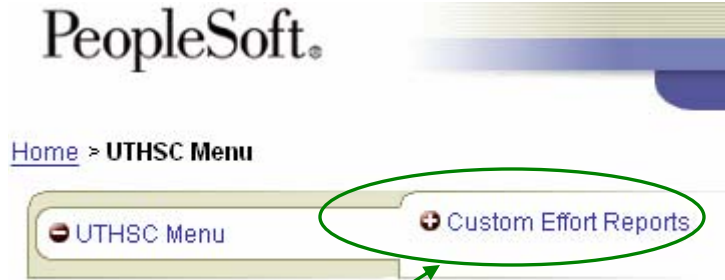 PeopleSoft®
Home > UTHSC Menu
UTHSC Menu
Custom Effort Reports